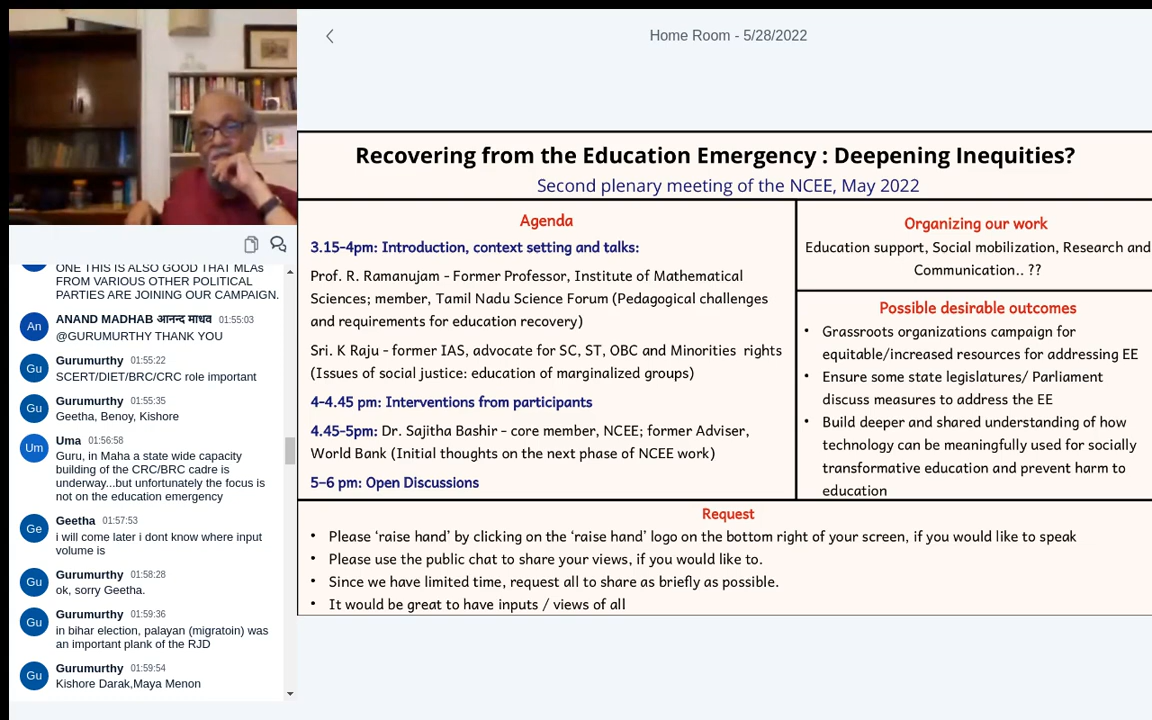 Home Room - 5/28/2022
ONE THIS IS ALSO GOOD THAT MLAs
FROM VARIOUS OTHER POLITICAL
PARTIES ARE JOINING OUR CAMPAIGN.
An
ANAND MADHAB आनन्द माधव 01:55:03
@GURUMURTHY THANK YOU
Gu
Gurumurthy 01:55:22
SCERT/DIET/BRC/CRC role important
Gu
Gurumurthy 01:55:35
Geetha, Benoy, Kishore
Um
Uma 01:56:58
Guru, in Maha a state wide capacity
building of the CRC/BRC cadre is
underway...but unfortunately the focus is
not on the education emergency
Ge
Geetha 01:57:53
i will come later i dont know where input
volume is
Gu
Gurumurthy 01:58:28
ok, sorry Geetha.
Gu
Gurumurthy 01:59:36
in bihar election, palayan (migratoin) was
an important plank of the RJD
Gu
Gurumurthy 01:59:54
Kishore Darak,Maya Menon
Recovering from the Education Emergency : Deepening Inequities?
Second plenary meeting of the NCEE, May 2022
Agenda
3.15-4pm: Introduction, context setting and talks:
Prof. R. Ramanujam - Former Professor, Institute of Mathematical
Sciences; member, Tamil Nadu Science Forum (Pedagogical challenges
and requirements for education recovery)
Sri. K Raju - former IAS, advocate for SC, ST, OBC and Minorities rights
(Issues of social justice: education of marginalized groups)
4-4.45 pm: Interventions from participants
4.45-5pm: Dr. Sajitha Bashir - core member, NCEE; former Adviser,
World Bank (Initial thoughts on the next phase of NCEE work)
5-6 pm: Open Discussions
Organizing our work
Education support, Social mobilization, Research and
Communication.. ??
Possible desirable outcomes
• Grassroots organizations campaign for
equitable/increased resources for addressing EE
• Ensure some state legislatures/ Parliament
discuss measures to address the EE
• Build deeper and shared understanding of how
technology can be meaningfully used for socially
transformative education and prevent harm to
education
Request
• Please ‘raise hand’ by clicking on the ‘raise hand’ logo on the bottom right of your screen, if you would like to speak
• Please use the public chat to share your views, if you would like to.
• Since we have limited time, request all to share as briefly as possible.
• It would be great to have inputs / views of all